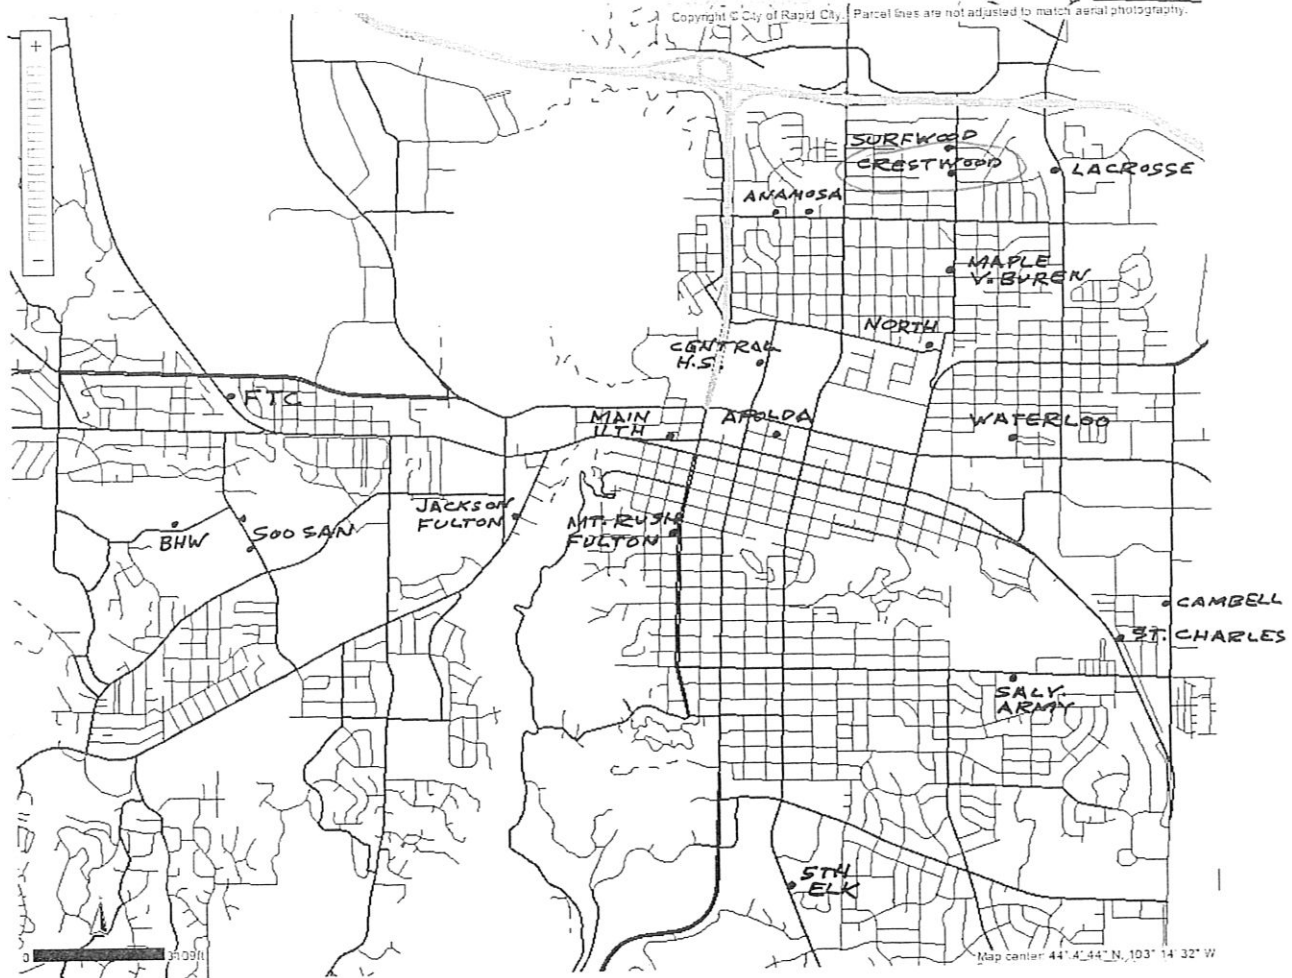 Copyright © City of Rapid City. Parcel lines are not adjusted to match aerial photography.
+
SURFWOOD
CRESTWOOD
LACROSSE
ANAMOSA
MAPLE
V. BUREN
NORTH
CENTRAL
H.S.
FTC
MAIN
11TH
APOLDA
WATERLOO
JACKSON
FULTON
MT. RUSH
FULTON
BHW
SOO SAN
CAMBELL
ST. CHARLES
SALV.
ARMY
5TH
ELK
-
0 3109ft
Map center: 44° 4' 44" N, 103° 14' 32" W